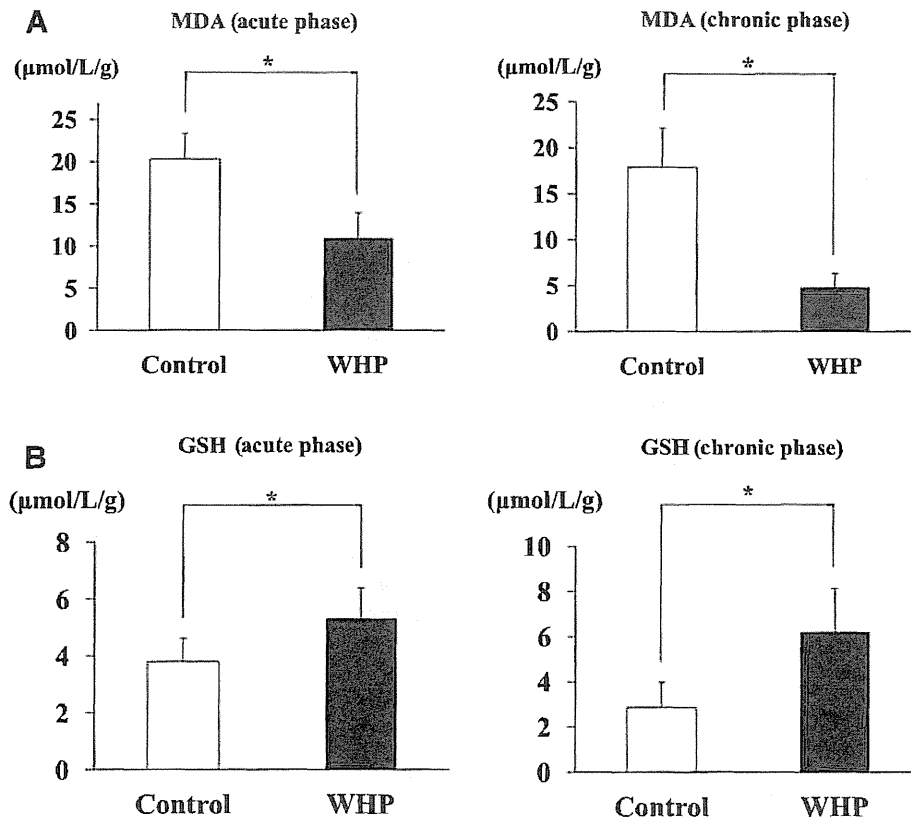 A
MDA (acute phase)
(μmol/L/g)
*
25
20
15
10
5
0
Control
WHP
MDA (chronic phase)
(μmol/L/g)
*
25
20
15
10
5
0
Control
WHP
B
GSH (acute phase)
(μmol/L/g)
*
8
6
4
2
0
Control
WHP
GSH (chronic phase)
(μmol/L/g)
*
10
8
6
4
2
0
Control
WHP